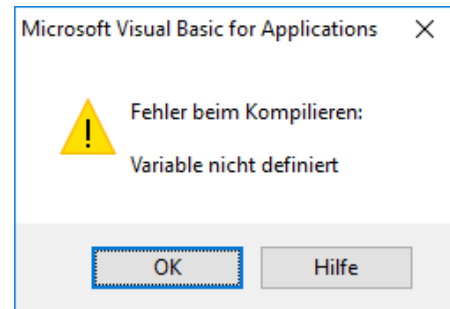 Microsoft Visual Basic for Applications
Fehler beim Kompilieren:
Variable nicht definiert
OK
Hilfe